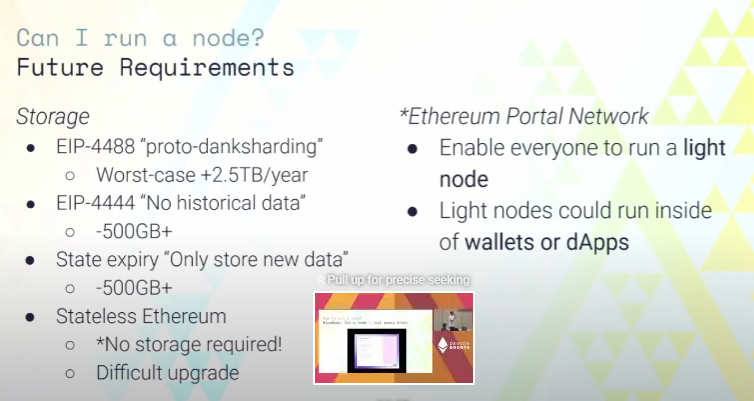 Can I run a node?
Future Requirements
Storage
● EIP-4488 “proto-danksharding”
○ Worst-case +2.5TB/year
● EIP-4444 “No historical data”
○ -500GB+
● State expiry “Only store new data”
○ -500GB+
● Stateless Ethereum
○ *No storage required!
○ Difficult upgrade
*Ethereum Portal Network
● Enable everyone to run a light
node
● Light nodes could run inside
of wallets or dApps
Pull up for precise seeking